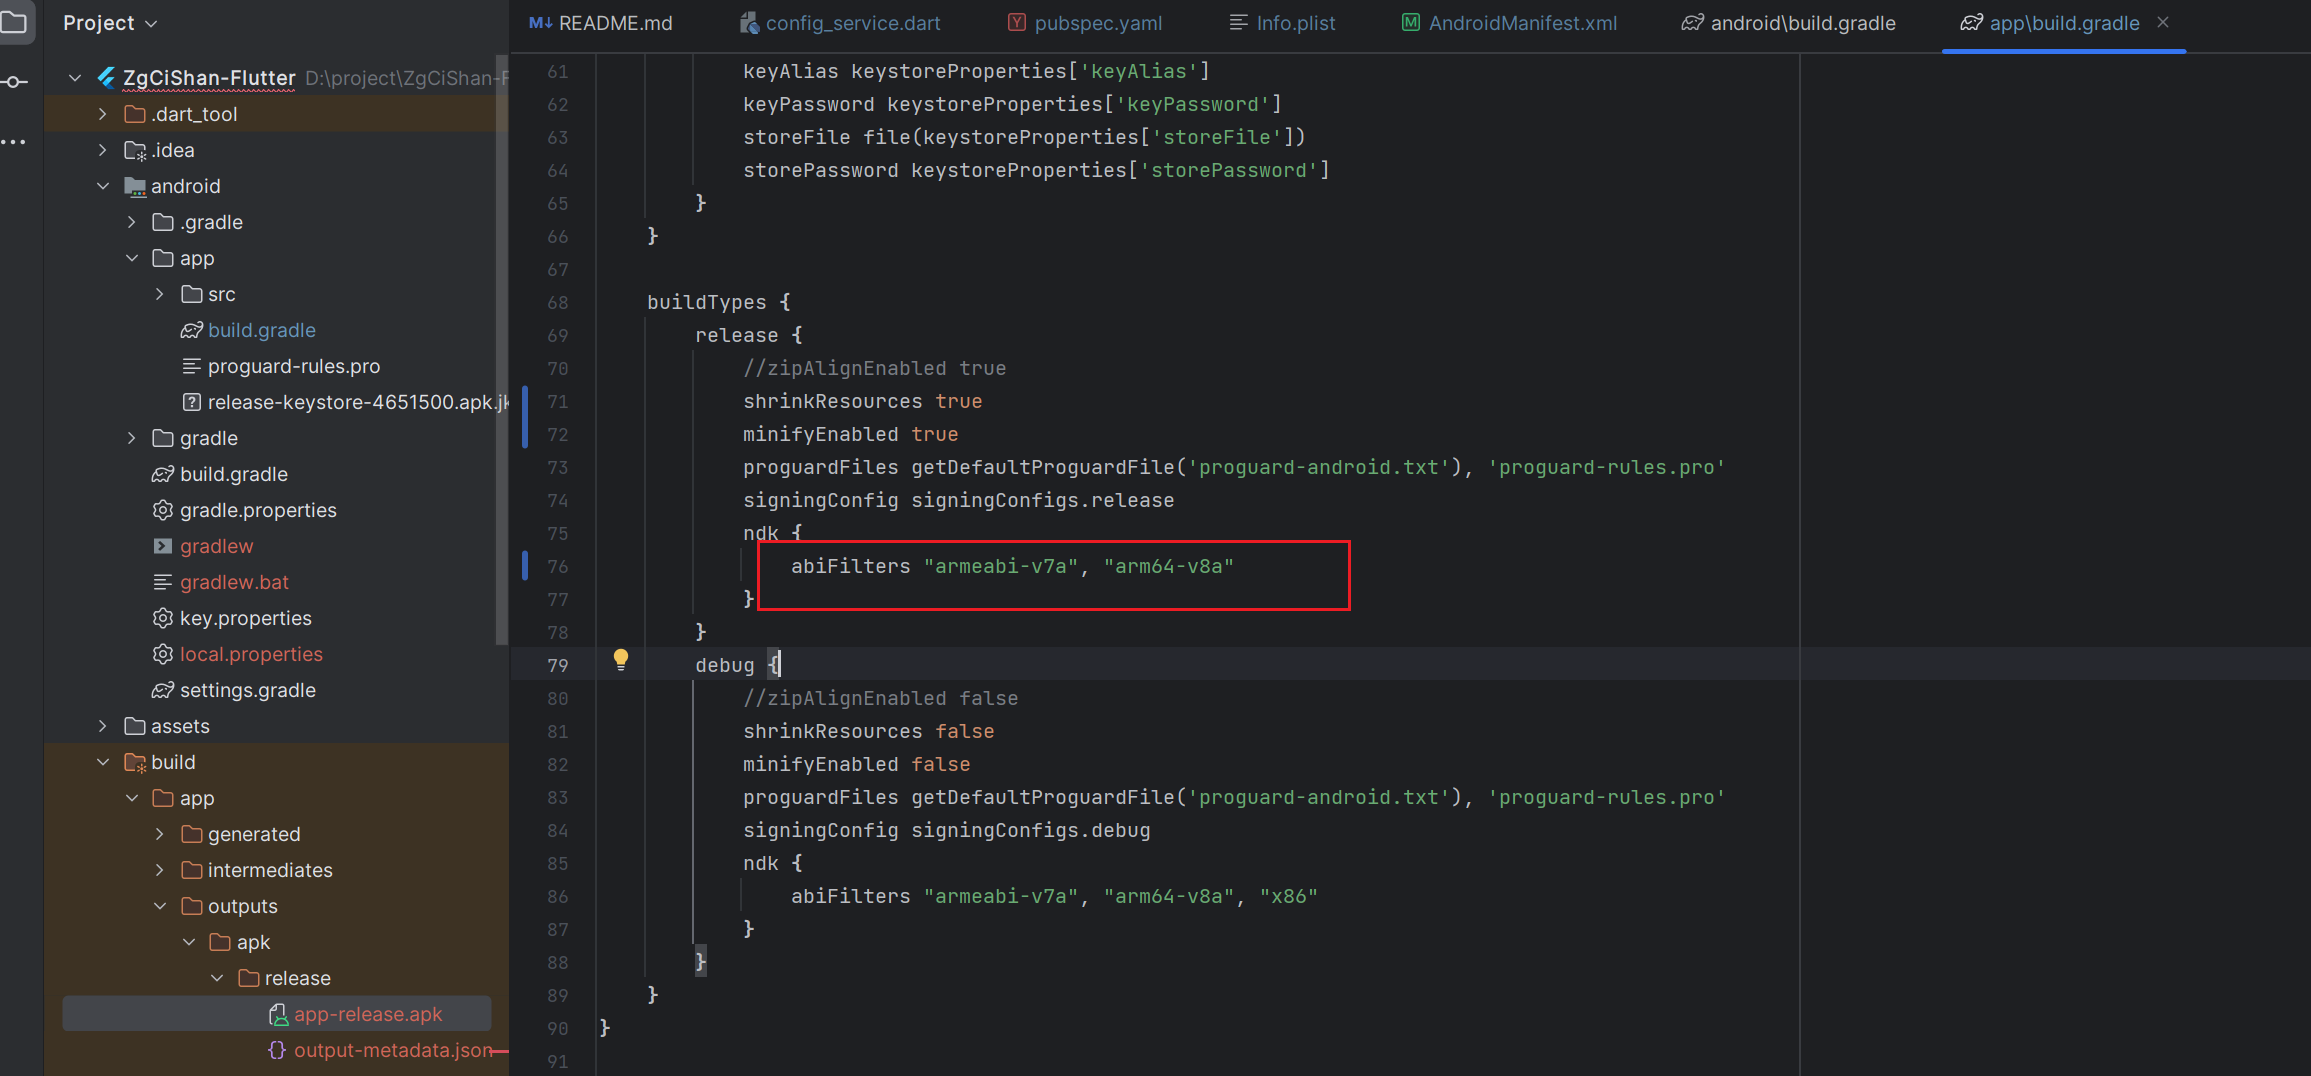 Project
README.md
config_service.dart
pubspec.yaml
Info.plist
AndroidManifest.xml
android\build.gradle
app\build.gradle
ZgCiShan-Flutter D:\project\ZgCiShan-F
.dart_tool
.idea
android
.gradle
app
src
build.gradle
proguard-rules.pro
release-keystore-4651500.apk.jk
gradle
build.gradle
gradle.properties
gradlew
gradlew.bat
key.properties
local.properties
settings.gradle
assets
build
app
generated
intermediates
outputs
apk
release
app-release.apk
output-metadata.json
61 keyAlias keystoreProperties['keyAlias']
62 keyPassword keystoreProperties['keyPassword']
63 storeFile file(keystoreProperties['storeFile'])
64 storePassword keystoreProperties['storePassword']
65 }
66 }
67
68 buildTypes {
69 release {
70 //zipAlignEnabled true
71 shrinkResources true
72 minifyEnabled true
73 proguardFiles getDefaultProguardFile('proguard-android.txt'), 'proguard-rules.pro'
74 signingConfig signingConfigs.release
75 ndk {
76 abiFilters "armeabi-v7a", "arm64-v8a"
77 }
78 }
79 debug {
80 //zipAlignEnabled false
81 shrinkResources false
82 minifyEnabled false
83 proguardFiles getDefaultProguardFile('proguard-android.txt'), 'proguard-rules.pro'
84 signingConfig signingConfigs.debug
85 ndk {
86 abiFilters "armeabi-v7a", "arm64-v8a", "x86"
87 }
88 }
89 }
90 }
91